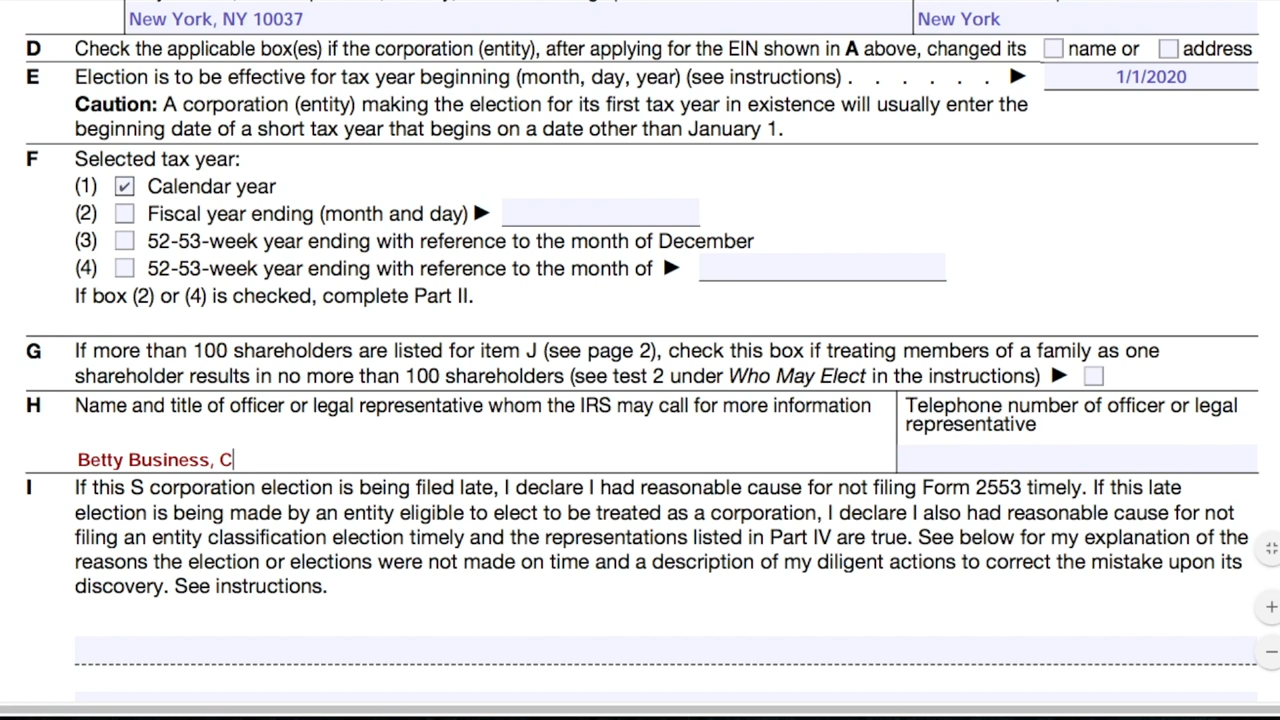 New York, NY 10037 New York
D Check the applicable box(es) if the corporation (entity), after applying for the EIN shown in A above, changed its name or address
E Election is to be effective for tax year beginning (month, day, year) (see instructions) . . . . . . ▶ 1/1/2020
Caution: A corporation (entity) making the election for its first tax year in existence will usually enter the
beginning date of a short tax year that begins on a date other than January 1.
F Selected tax year:
(1) ✔ Calendar year
(2) Fiscal year ending (month and day) ▶
(3) 52-53-week year ending with reference to the month of December
(4) 52-53-week year ending with reference to the month of ▶
If box (2) or (4) is checked, complete Part II.
G If more than 100 shareholders are listed for item J (see page 2), check this box if treating members of a family as one
shareholder results in no more than 100 shareholders (see test 2 under Who May Elect in the instructions) ▶
H Name and title of officer or legal representative whom the IRS may call for more information
Telephone number of officer or legal
representative
Betty Business, C
I If this S corporation election is being filed late, I declare I had reasonable cause for not filing Form 2553 timely. If this late
election is being made by an entity eligible to elect to be treated as a corporation, I declare I also had reasonable cause for not
filing an entity classification election timely and the representations listed in Part IV are true. See below for my explanation of the
reasons the election or elections were not made on time and a description of my diligent actions to correct the mistake upon its
discovery. See instructions.